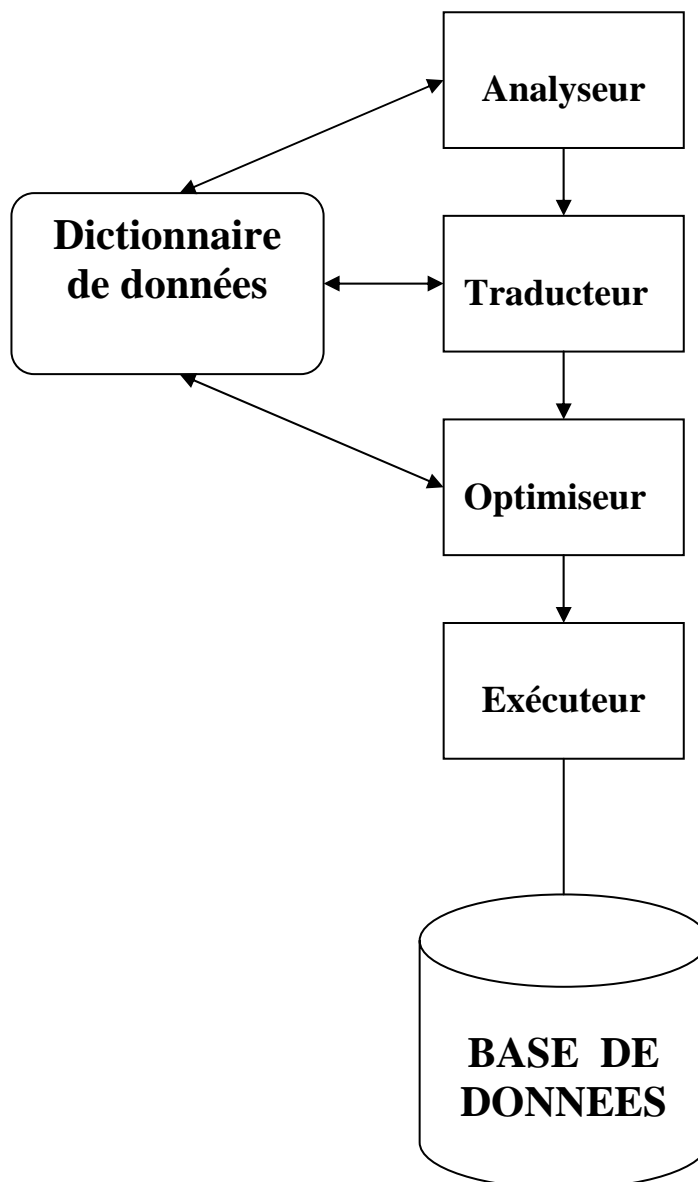 Analyseur
Dictionnaire
de données
Traducteur
Optimiseur
Exécuteur
BASE DE
DONNEES